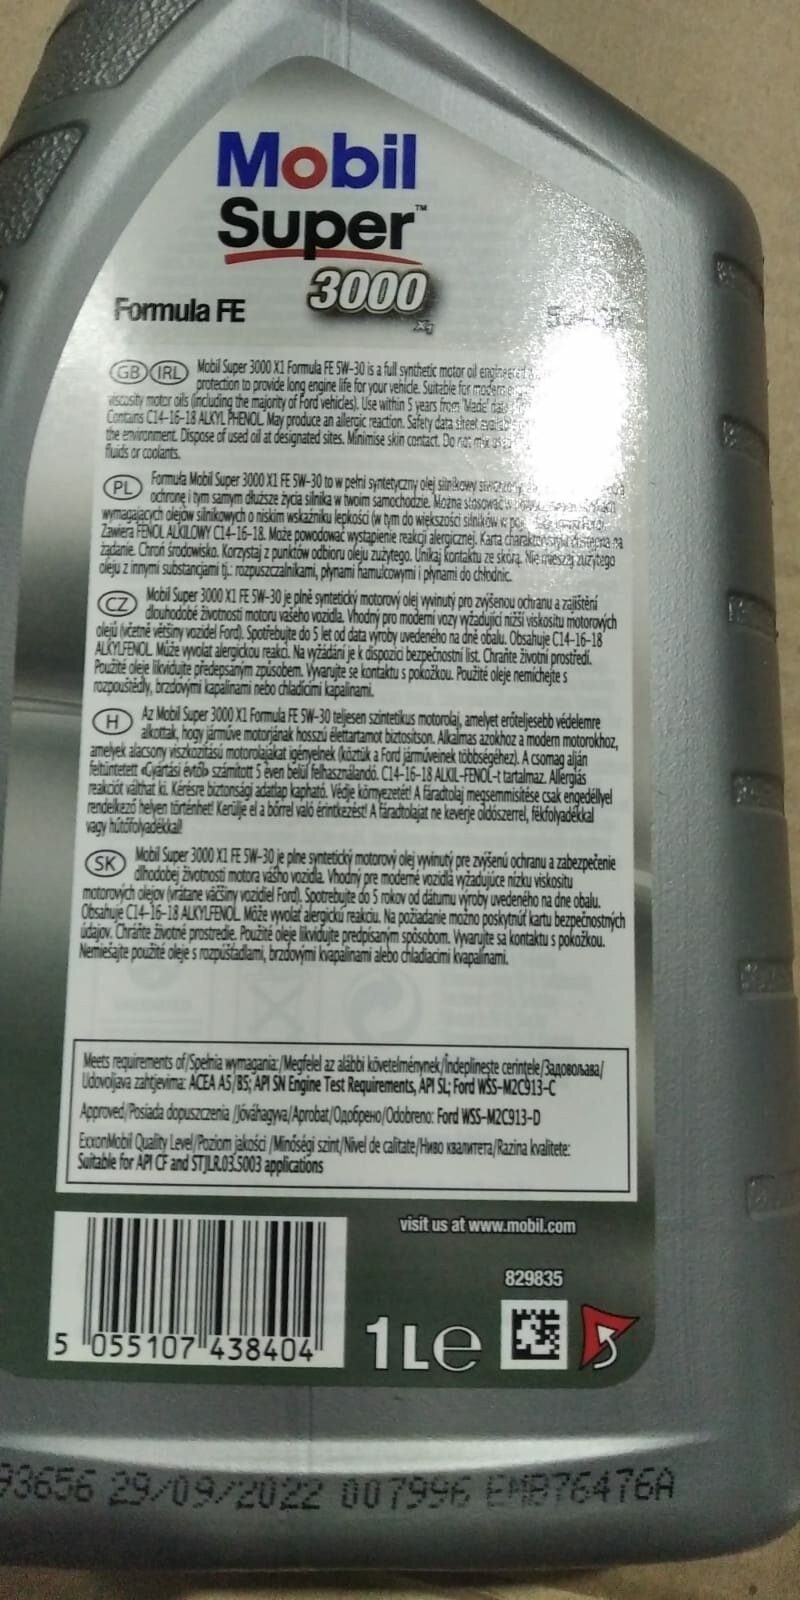 Mobil
Super™
3000
X1
Formula FE
GB IRL Mobil Super 3000 X1 Formula FE 5W-30 is a full synthetic motor oil engineered
protection to provide long engine life for your vehicle. Suitable for modern
viscosity motor oils (including the majority of Ford vehicles). Use within 5 years from 'Made' date
Contains C14-16-18 ALKYL PHENOL. May produce an allergic reaction. Safety data sheet
the environment. Dispose of used oil at designated sites. Minimise skin contact. Do not mix used
fluids or coolants.
PL Formuła Mobil Super 3000 X1 FE 5W-30 to w pełni syntetyczny olej silnikowy stworzony
ochronę i tym samym dłuższe życia silnika w twoim samochodzie. Można stosować
wymagających olejów silnikowych o niskim wskaźniku lepkości (w tym do większości silników
Zawiera FENOL ALKILOWY C14-16-18. Może powodować wystąpienie reakcji alergicznej. Karta charakterystyki dostępna na
żądanie. Chroń środowisko. Korzystaj z punktów odbioru oleju zużytego. Unikaj kontaktu ze skórą. Nie mieszaj zużytego
oleju z innymi substancjami tj.: rozpuszczalnikami, płynami hamulcowymi i płynami do chłodnic.
CZ Mobil Super 3000 X1 FE 5W-30 je plně syntetický motorový olej vyvinutý pro zvýšenou ochranu a zajištění
dlouhodobé životnosti motoru vašeho vozidla. Vhodný pro moderní vozy vyžadující nižší viskositu motorových
olejů (včetně většiny vozidel Ford). Spotřebujte do 5 let od data výroby uvedeného na dně obalu. Obsahuje C14-16-18
ALKYLFENOL. Může vyvolat alergickou reakci. Na vyžádání je k dispozici bezpečnostní list. Chraňte životní prostředí.
Použité oleje likvidujte předepsaným způsobem. Vyvarujte se kontaktu s pokožkou. Použité oleje nemíchejte s
rozpouštědly, brzdovými kapalinami nebo chladícími kapalinami.
H Az Mobil Super 3000 X1 Formula FE 5W-30 teljesen szintetikus motorolaj, amelyet erőteljesebb védelemre
alkottak, hogy járműve motorjának hosszú élettartamot biztosítson. Alkalmas azokhoz a modern motorokhoz,
amelyek alacsony viszkozitású motorolajakat igényelnek (köztük a Ford járműveinek többségéhez). A csomag alján
feltüntetett «Gyártási évtől» számított 5 éven belül felhasználandó. C14-16-18 ALKIL-FENOL-t tartalmaz. Allergiás
reakciót válthat ki. Kérésre biztonsági adatlap kapható. Védje környezetét! A fáradtolaj megsemmisítése csak engedéllyel
rendelkező helyen történhet! Kerülje el a bőrrel való érintkezést! A fáradtolajat ne keverje oldószerrel, fékfolyadékkal
vagy hűtőfolyadékkal!
SK Mobil Super 3000 X1 FE 5W-30 je plne syntetický motorový olej vyvinutý pre zvýšenú ochranu a zabezpečenie
dlhodobej životnosti motora vášho vozidla. Vhodný pre moderné vozidlá vyžadujúce nízku viskositu
motorových olejov (vrátane väčšiny vozidiel Ford). Spotrebujte do 5 rokov od dátumu výroby uvedeného na dne obalu.
Obsahuje C14-16-18 ALKYLFENOL. Môže vyvolať alergickú reakciu. Na požiadanie možno poskytnúť kartu bezpečnostných
údajov. Chráňte životné prostredie. Použité oleje likvidujte predpísaným spôsobom. Vyvarujte sa kontaktu s pokožkou.
Nemiešajte použité oleje s rozpúšťadlami, brzdovými kvapalinami alebo chladiacimi kvapalinami.
Meets requirements of/Spełnia wymagania:/Megfelel az alábbi követelménynek/Îndeplineşte cerinţele/Задовољава/
Udovoljava zahtjevima: ACEA A5/B5; API SN Engine Test Requirements, API SL; Ford WSS-M2C913-C
Approved/Posiada dopuszczenia /Jóváhagyva/Aprobat/Одобрено/Odobreno: Ford WSS-M2C913-D
ExxonMobil Quality Level/Poziom jakości /Minőségi szint/Nivel de calitate/Ниво квалитета/Razina kvalitete:
Suitable for API CF and STJLR.03.5003 applications
visit us at www.mobil.com
829835
5 055107 438404
1L e
93656 29/09/2022 007996 EMB76476A